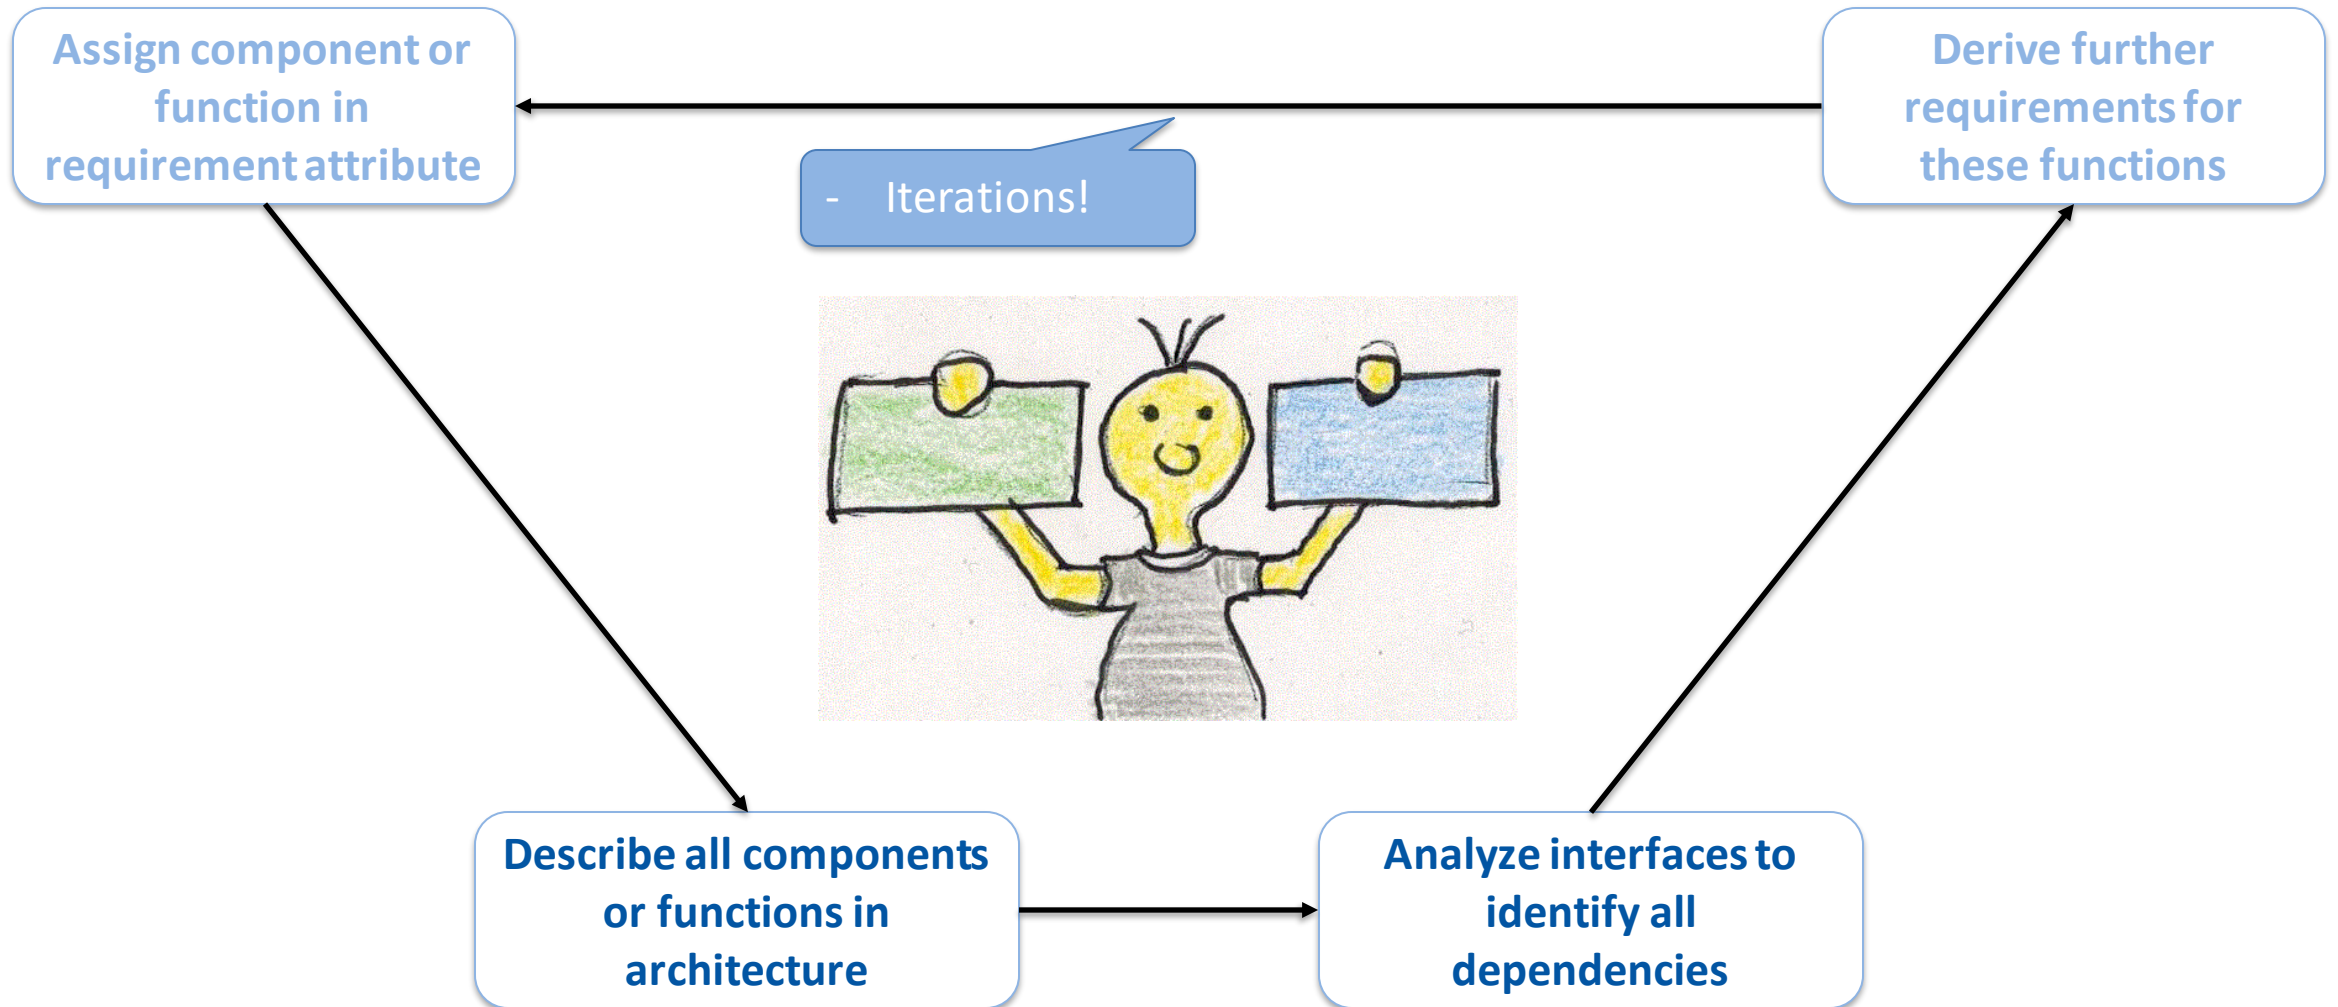 Assign component or
function in
requirement attribute
Derive further
requirements for
these functions
- Iterations!
Describe all components
or functions in
architecture
Analyze interfaces to
identify all
dependencies